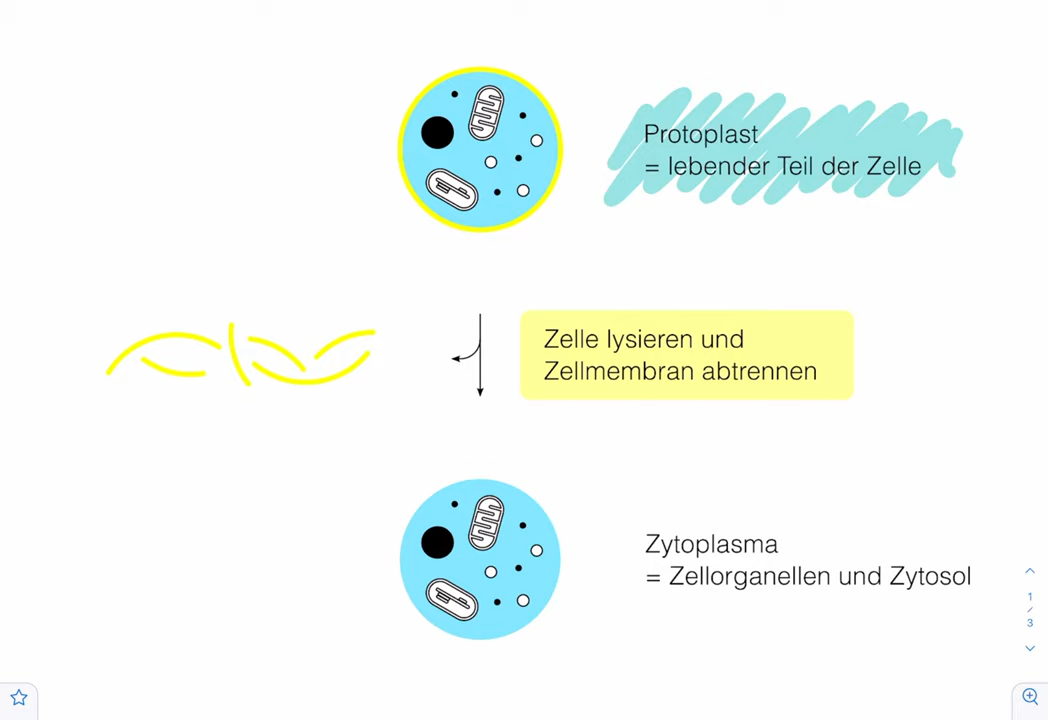 Protoplast
= lebender Teil der Zelle
Zelle lysieren und
Zellmembran abtrennen
Zytoplasma
= Zellorganellen und Zytosol
1
/
3